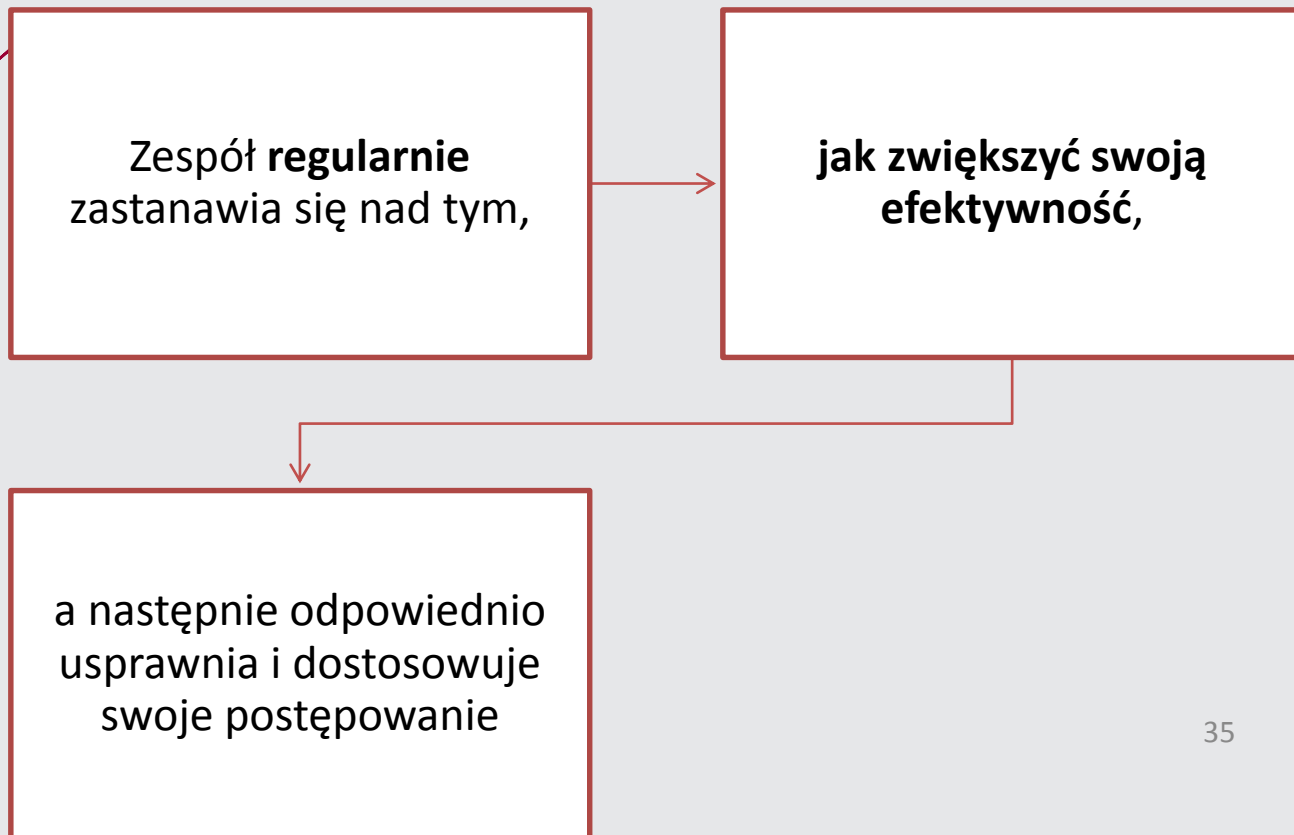 Zespół regularnie
zastanawia się nad tym,
jak zwiększyć swoją
efektywność,
a następnie odpowiednio
usprawnia i dostosowuje
swoje postępowanie
35